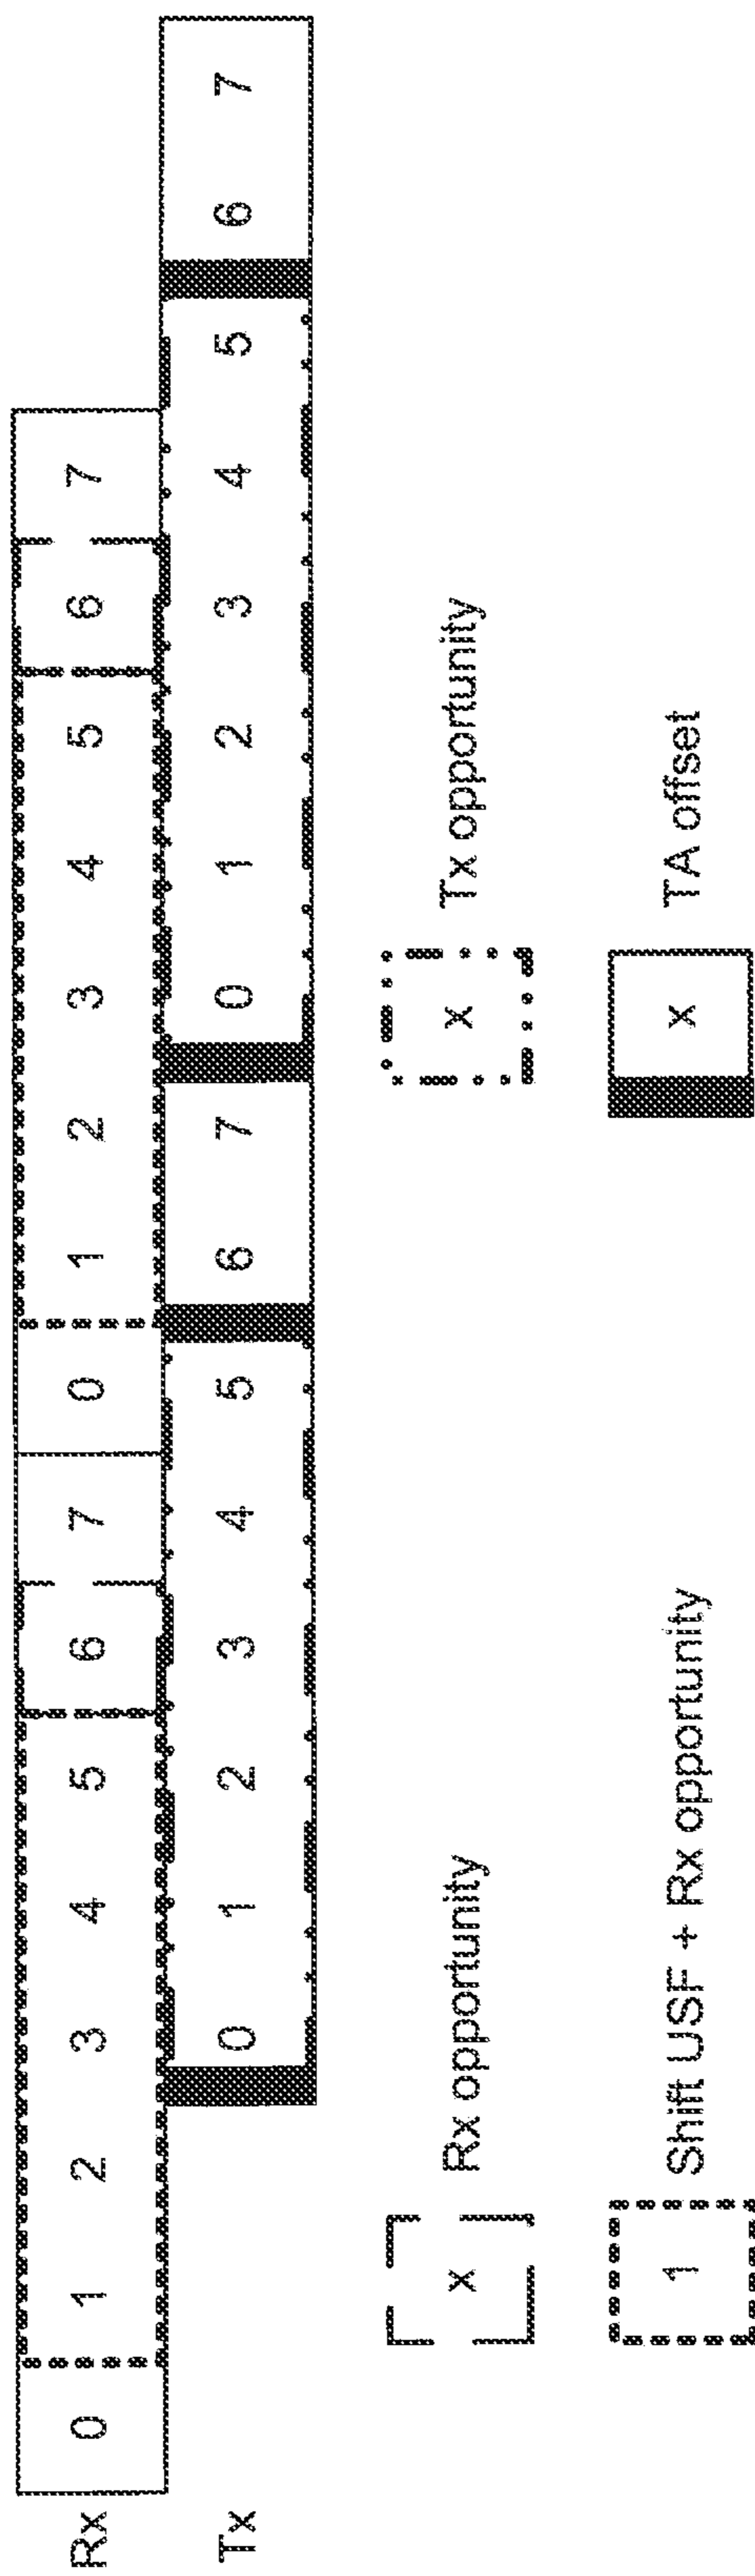 Rx 0 1 2 3 4 5 6 7 0 1 2 3 4 5 6 7
Tx 0 1 2 3 4 5 6 7 0 1 2 3 4 5 6 7
x Rx opportunity
x Tx opportunity
1 Shift USF + Rx opportunity
x TA offset